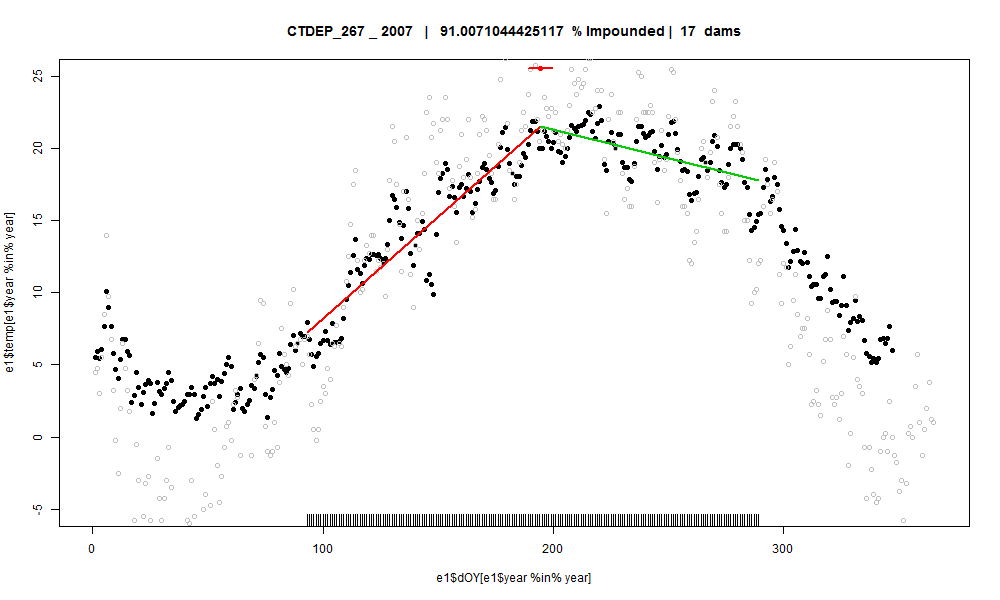 CTDEP_267 _ 2007 | 91.0071044425117 % Impounded | 17 dams
e1$temp[e1$year %in% year]
25
20
15
10
5
0
-5
0 100 200 300
e1$dOY[e1$year %in% year]